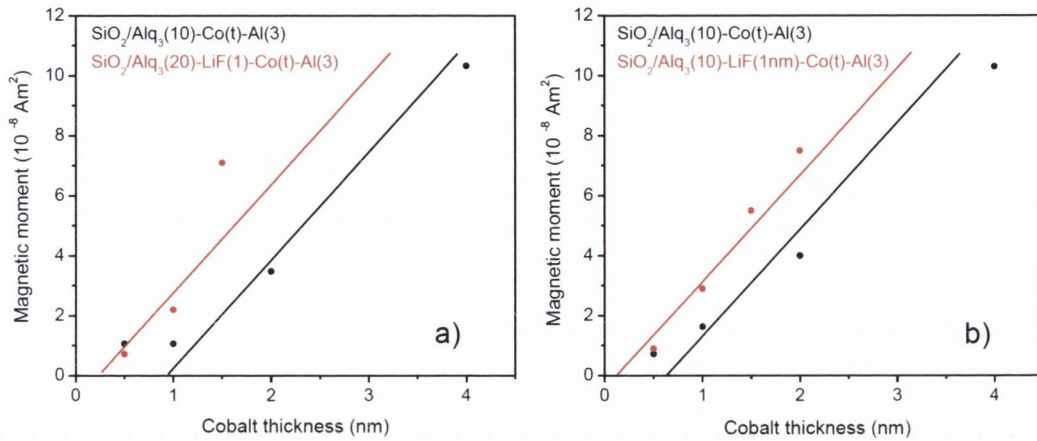 SiO₂/Alq₃(10)-Co(t)-Al(3)
SiO₂/Alq₃(20)-LiF(1)-Co(t)-Al(3)
Magnetic moment (10⁻⁸ Am²)
12
10
8
6
4
2
0
0
1
2
3
4
Cobalt thickness (nm)
a)
SiO₂/Alq₃(10)-Co(t)-Al(3)
SiO₂/Alq₃(10)-LiF(1nm)-Co(t)-Al(3)
Magnetic moment (10⁻⁸ Am²)
12
10
8
6
4
2
0
0
1
2
3
4
Cobalt thickness (nm)
b)